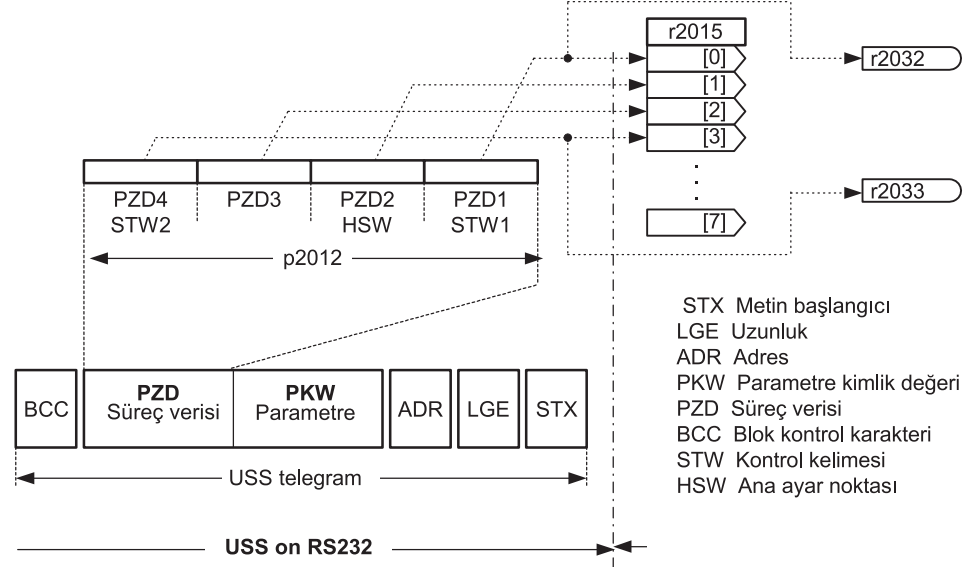 r2015
[0]
[1]
[2]
[3]
[7]
r2032
r2033
PZD4 PZD3 PZD2 PZD1
STW2 HSW STW1
p2012
STX Metin başlangıcı
LGE Uzunluk
ADR Adres
PKW Parametre kimlik değeri
PZD Süreç verisi
BCC Blok kontrol karakteri
STW Kontrol kelimesi
HSW Ana ayar noktası
BCC
PZD
Süreç verisi
PKW
Parametre
ADR
LGE
STX
USS telegram
USS on RS232